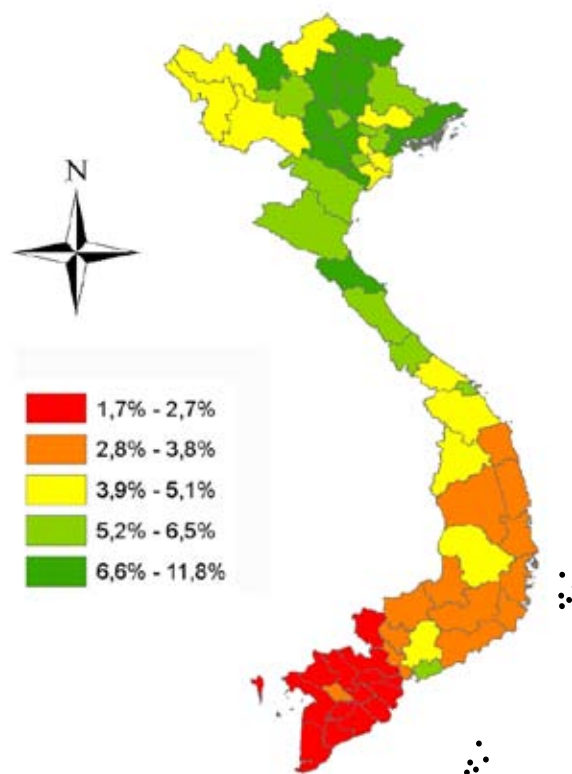 N
1,7% - 2,7%
2,8% - 3,8%
3,9% - 5,1%
5,2% - 6,5%
6,6% - 11,8%